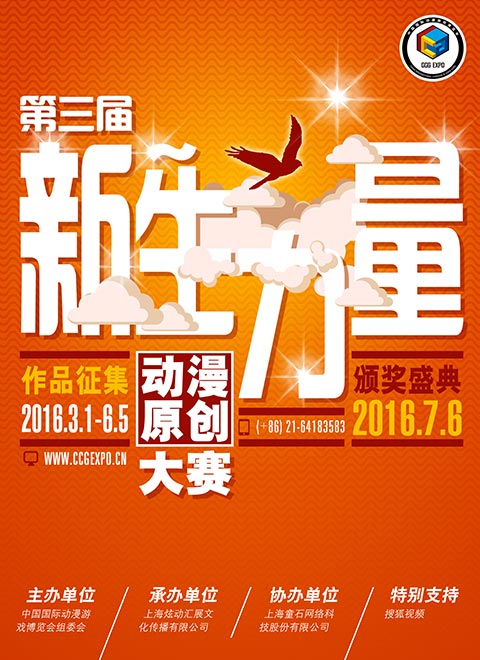 CCG EXPO
第三届
新生力量
作品征集
2016.3.1-6.5
WWW.CCGEXPO.CN
动漫
原创
大赛
(+86) 21-64183583
颁奖盛典
2016.7.6
主办单位
中国国际动漫游
戏博览会组委会
承办单位
上海炫动汇展文
化传播有限公司
协办单位
上海童石网络科
技股份有限公司
特别支持
搜狐视频